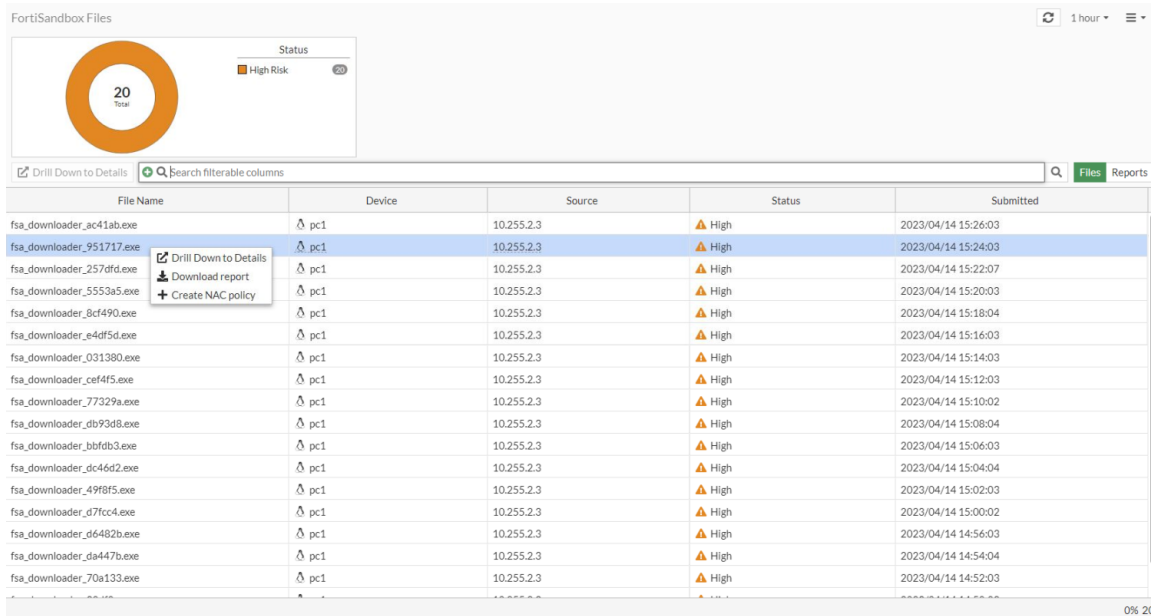 FortiSandbox Files
1 hour
Status
High Risk 20
20
Total
Drill Down to Details Search filterable columns Files Reports
File Name Device Source Status Submitted
fsa_downloader_ac41ab.exe pc1 10.255.2.3 High 2023/04/14 15:26:03
fsa_downloader_951717.exe pc1 10.255.2.3 High 2023/04/14 15:24:03
Drill Down to Details
fsa_downloader_257dfd.exe pc1 10.255.2.3 High 2023/04/14 15:22:07
Download report
fsa_downloader_5553a5.exe pc1 10.255.2.3 High 2023/04/14 15:20:03
Create NAC policy
fsa_downloader_8cf490.exe pc1 10.255.2.3 High 2023/04/14 15:18:04
fsa_downloader_e4df5d.exe pc1 10.255.2.3 High 2023/04/14 15:16:03
fsa_downloader_031380.exe pc1 10.255.2.3 High 2023/04/14 15:14:03
fsa_downloader_cef4f5.exe pc1 10.255.2.3 High 2023/04/14 15:12:03
fsa_downloader_77329a.exe pc1 10.255.2.3 High 2023/04/14 15:10:02
fsa_downloader_db93d8.exe pc1 10.255.2.3 High 2023/04/14 15:08:04
fsa_downloader_bbfdb3.exe pc1 10.255.2.3 High 2023/04/14 15:06:03
fsa_downloader_dc46d2.exe pc1 10.255.2.3 High 2023/04/14 15:04:04
fsa_downloader_49f8f5.exe pc1 10.255.2.3 High 2023/04/14 15:02:03
fsa_downloader_d7fcc4.exe pc1 10.255.2.3 High 2023/04/14 15:00:02
fsa_downloader_d6482b.exe pc1 10.255.2.3 High 2023/04/14 14:56:03
fsa_downloader_da447b.exe pc1 10.255.2.3 High 2023/04/14 14:54:04
fsa_downloader_70a133.exe pc1 10.255.2.3 High 2023/04/14 14:52:03
0% 20